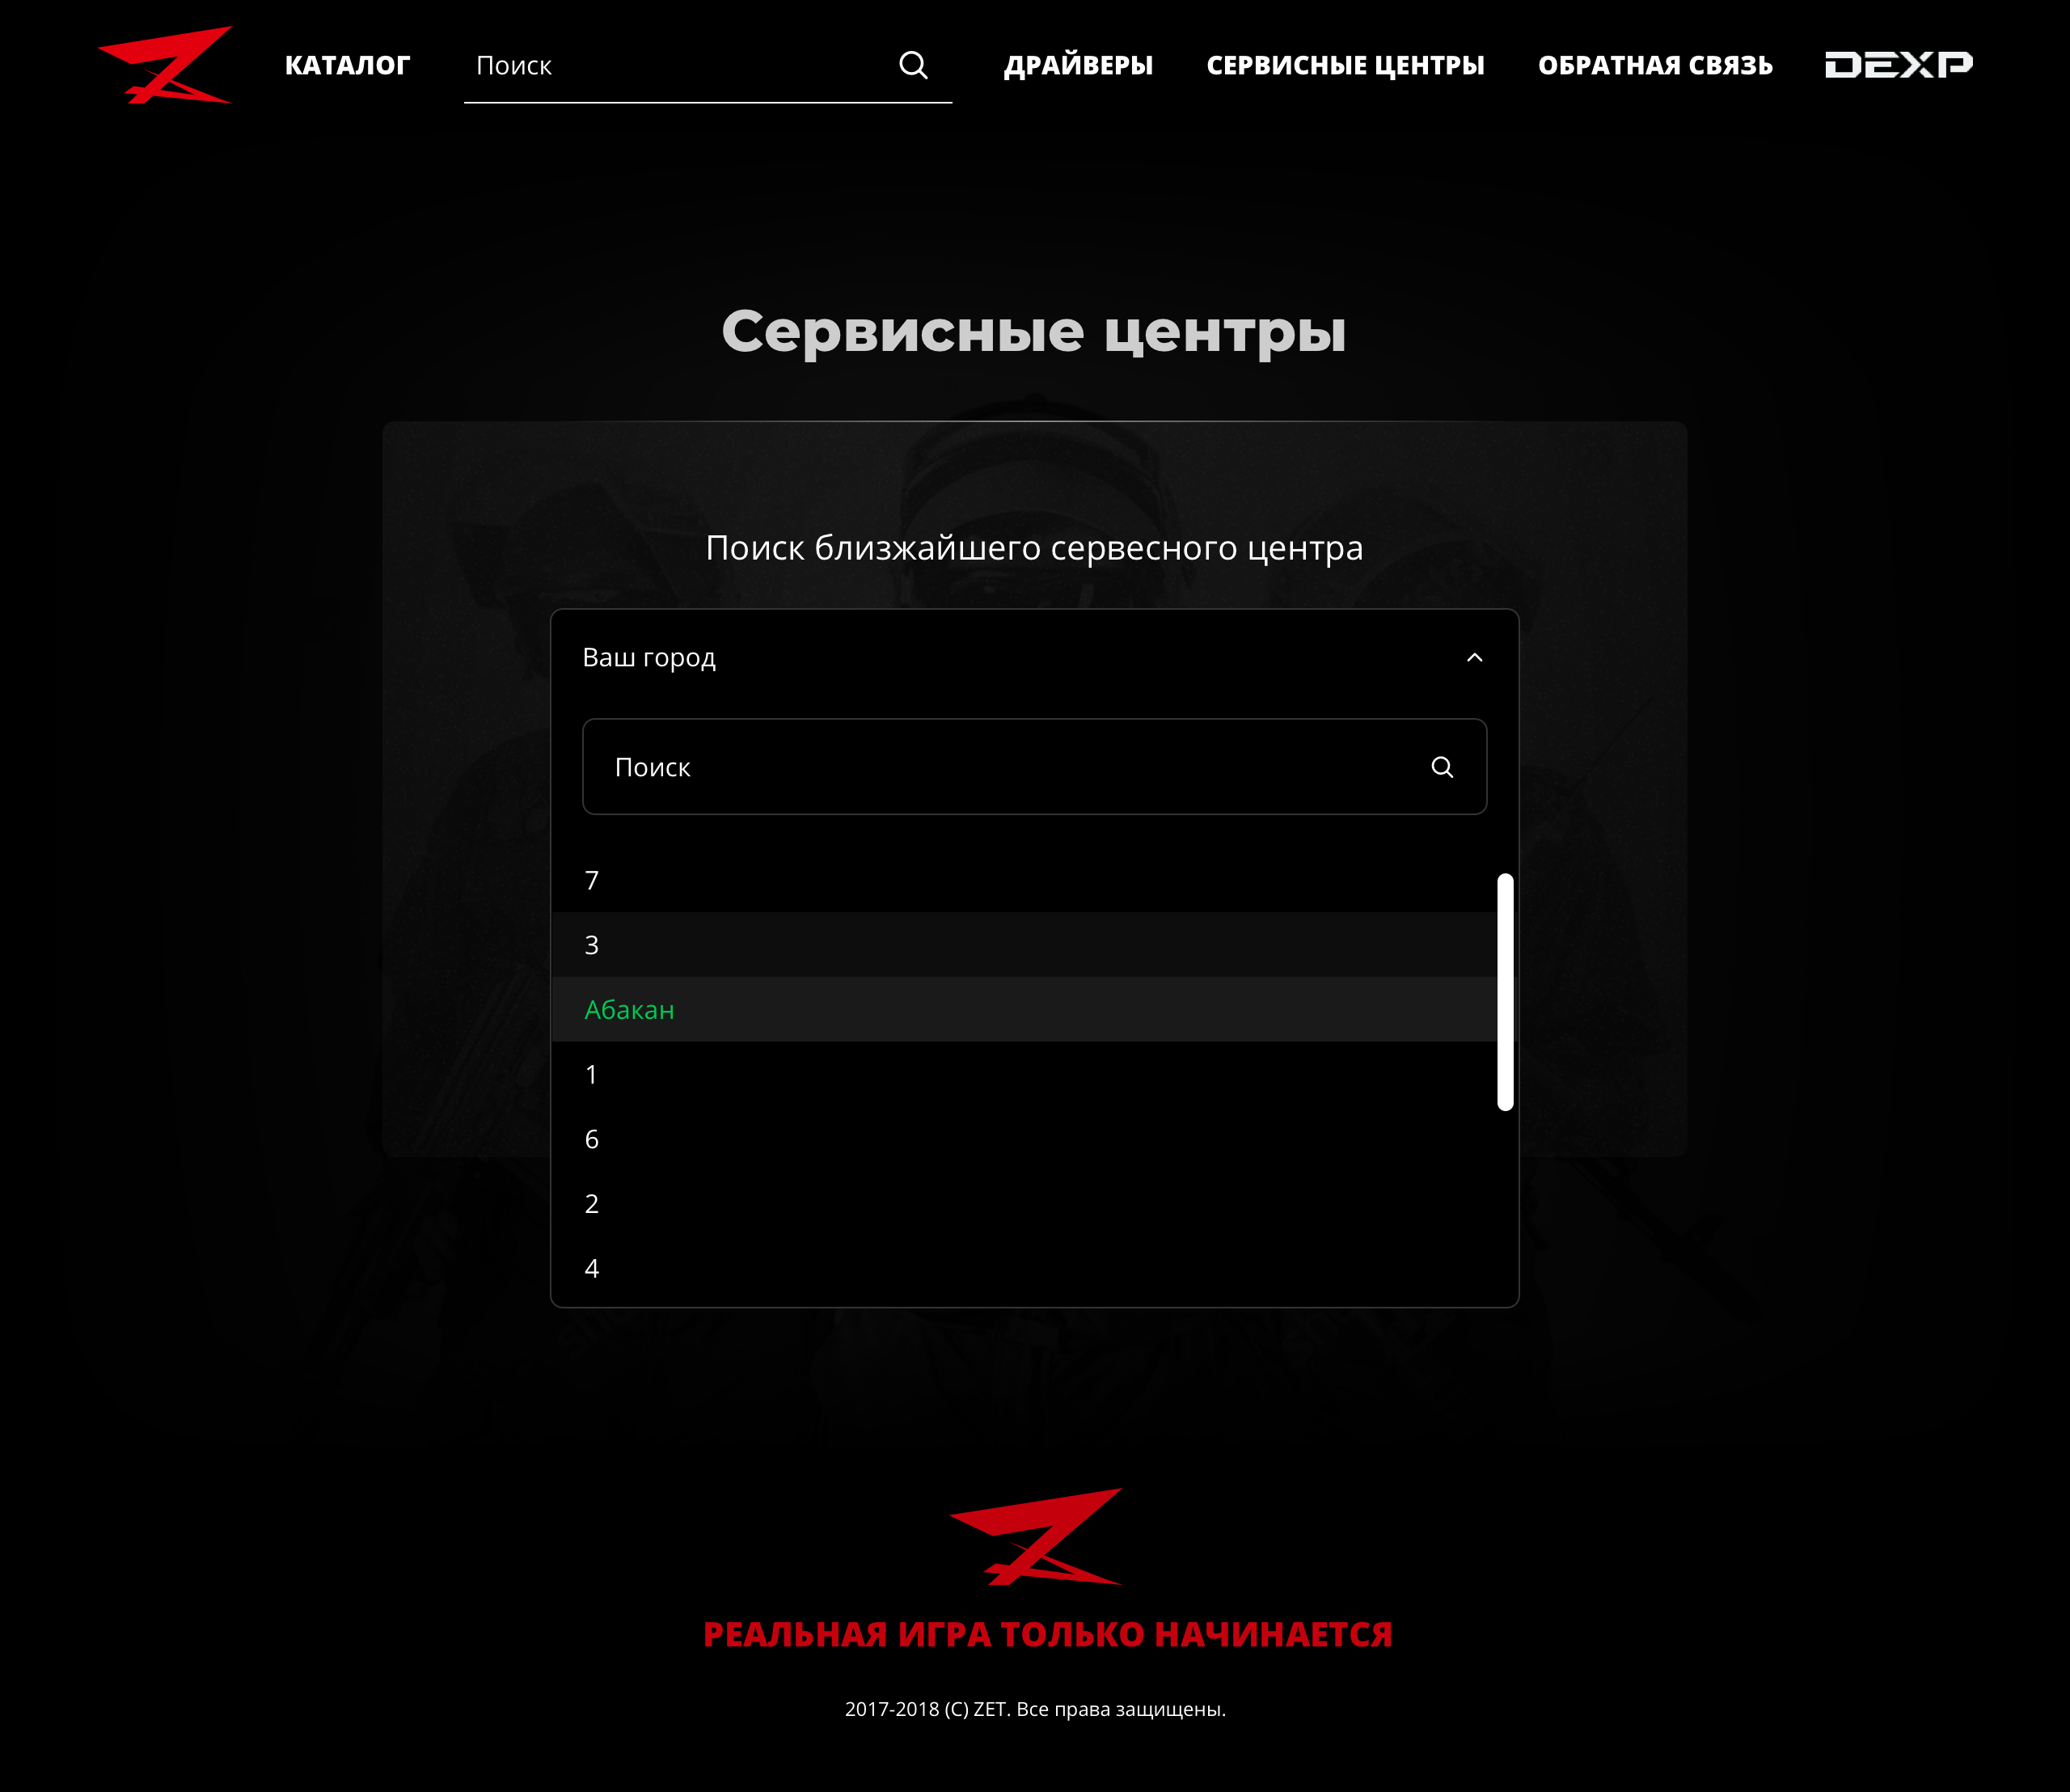 КАТАЛОГ
Поиск
ДРАЙВЕРЫ
СЕРВИСНЫЕ ЦЕНТРЫ
ОБРАТНАЯ СВЯЗЬ
DEXP
Сервисные центры
Поиск близжайшего сервесного центра
Ваш город
Поиск
7
3
Абакан
1
6
2
4
РЕАЛЬНАЯ ИГРА ТОЛЬКО НАЧИНАЕТСЯ
2017-2018 (C) ZET. Все права защищены.